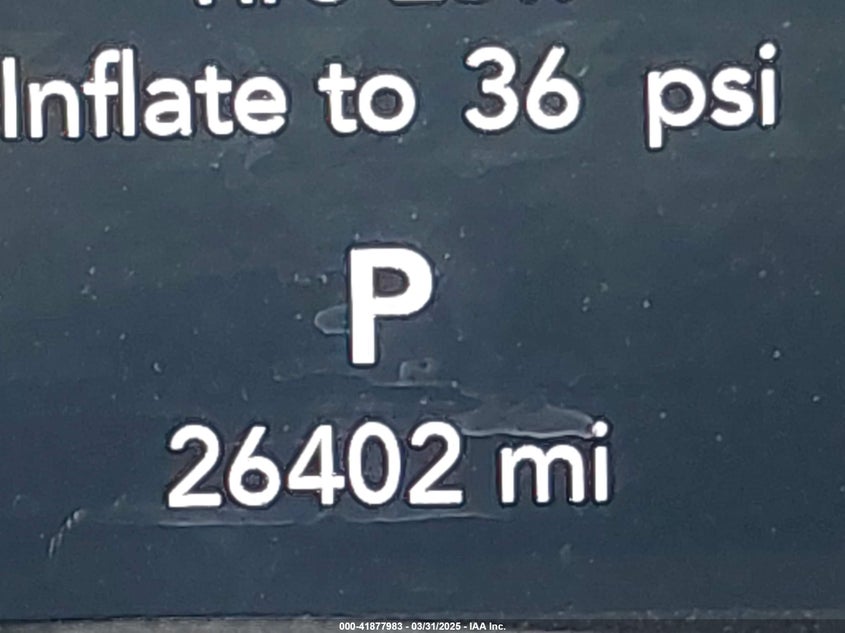 Inflate to 36 psi
P
26402 mi
000-41877983 - 03/31/2025 - IAA Inc.